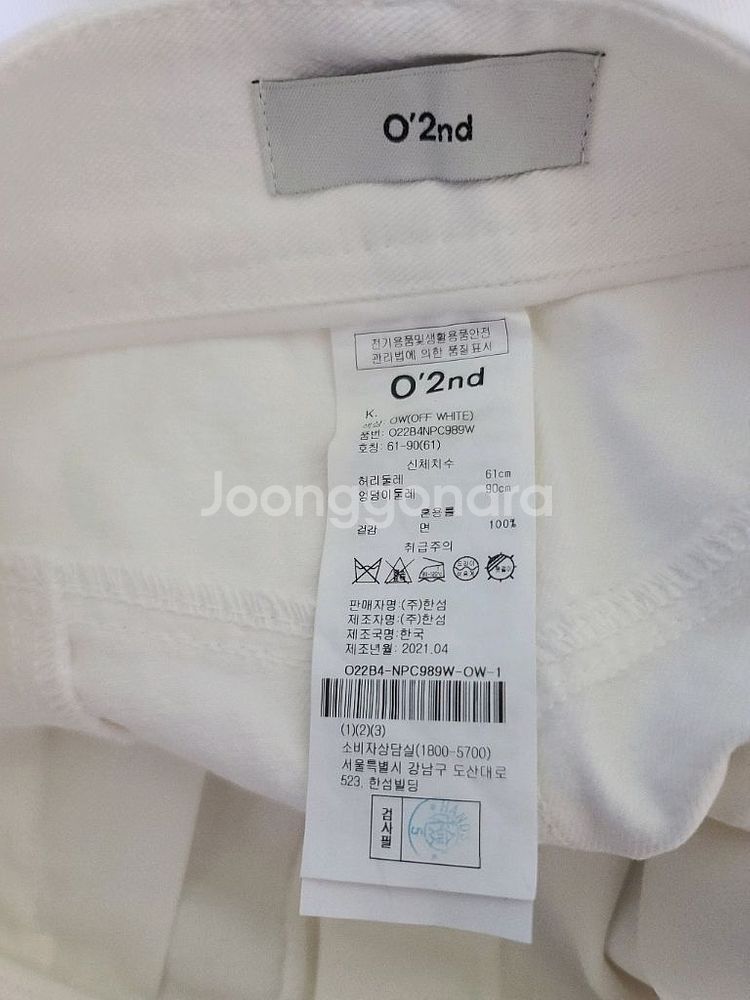 O'2nd
전기용품및생활용품안전
관리법에 의한 품질표시
O'2nd
K.
색상: OW(OFF WHITE)
품번: O22B4NPC989W
호칭: 61-90(61)
신체치수
허리둘레 61cm
엉덩이둘레 90cm
Joonggonara
혼용률
겉감 면 100%
취급주의
판매자명:(주)한섬
제조자명:(주)한섬
제조국명:한국
제조년월: 2021.04
O22B4-NPC989W-OW-1
(1)(2)(3)
소비자상담실(1800-5700)
서울특별시 강남구 도산대로
523, 한섬빌딩
검사필